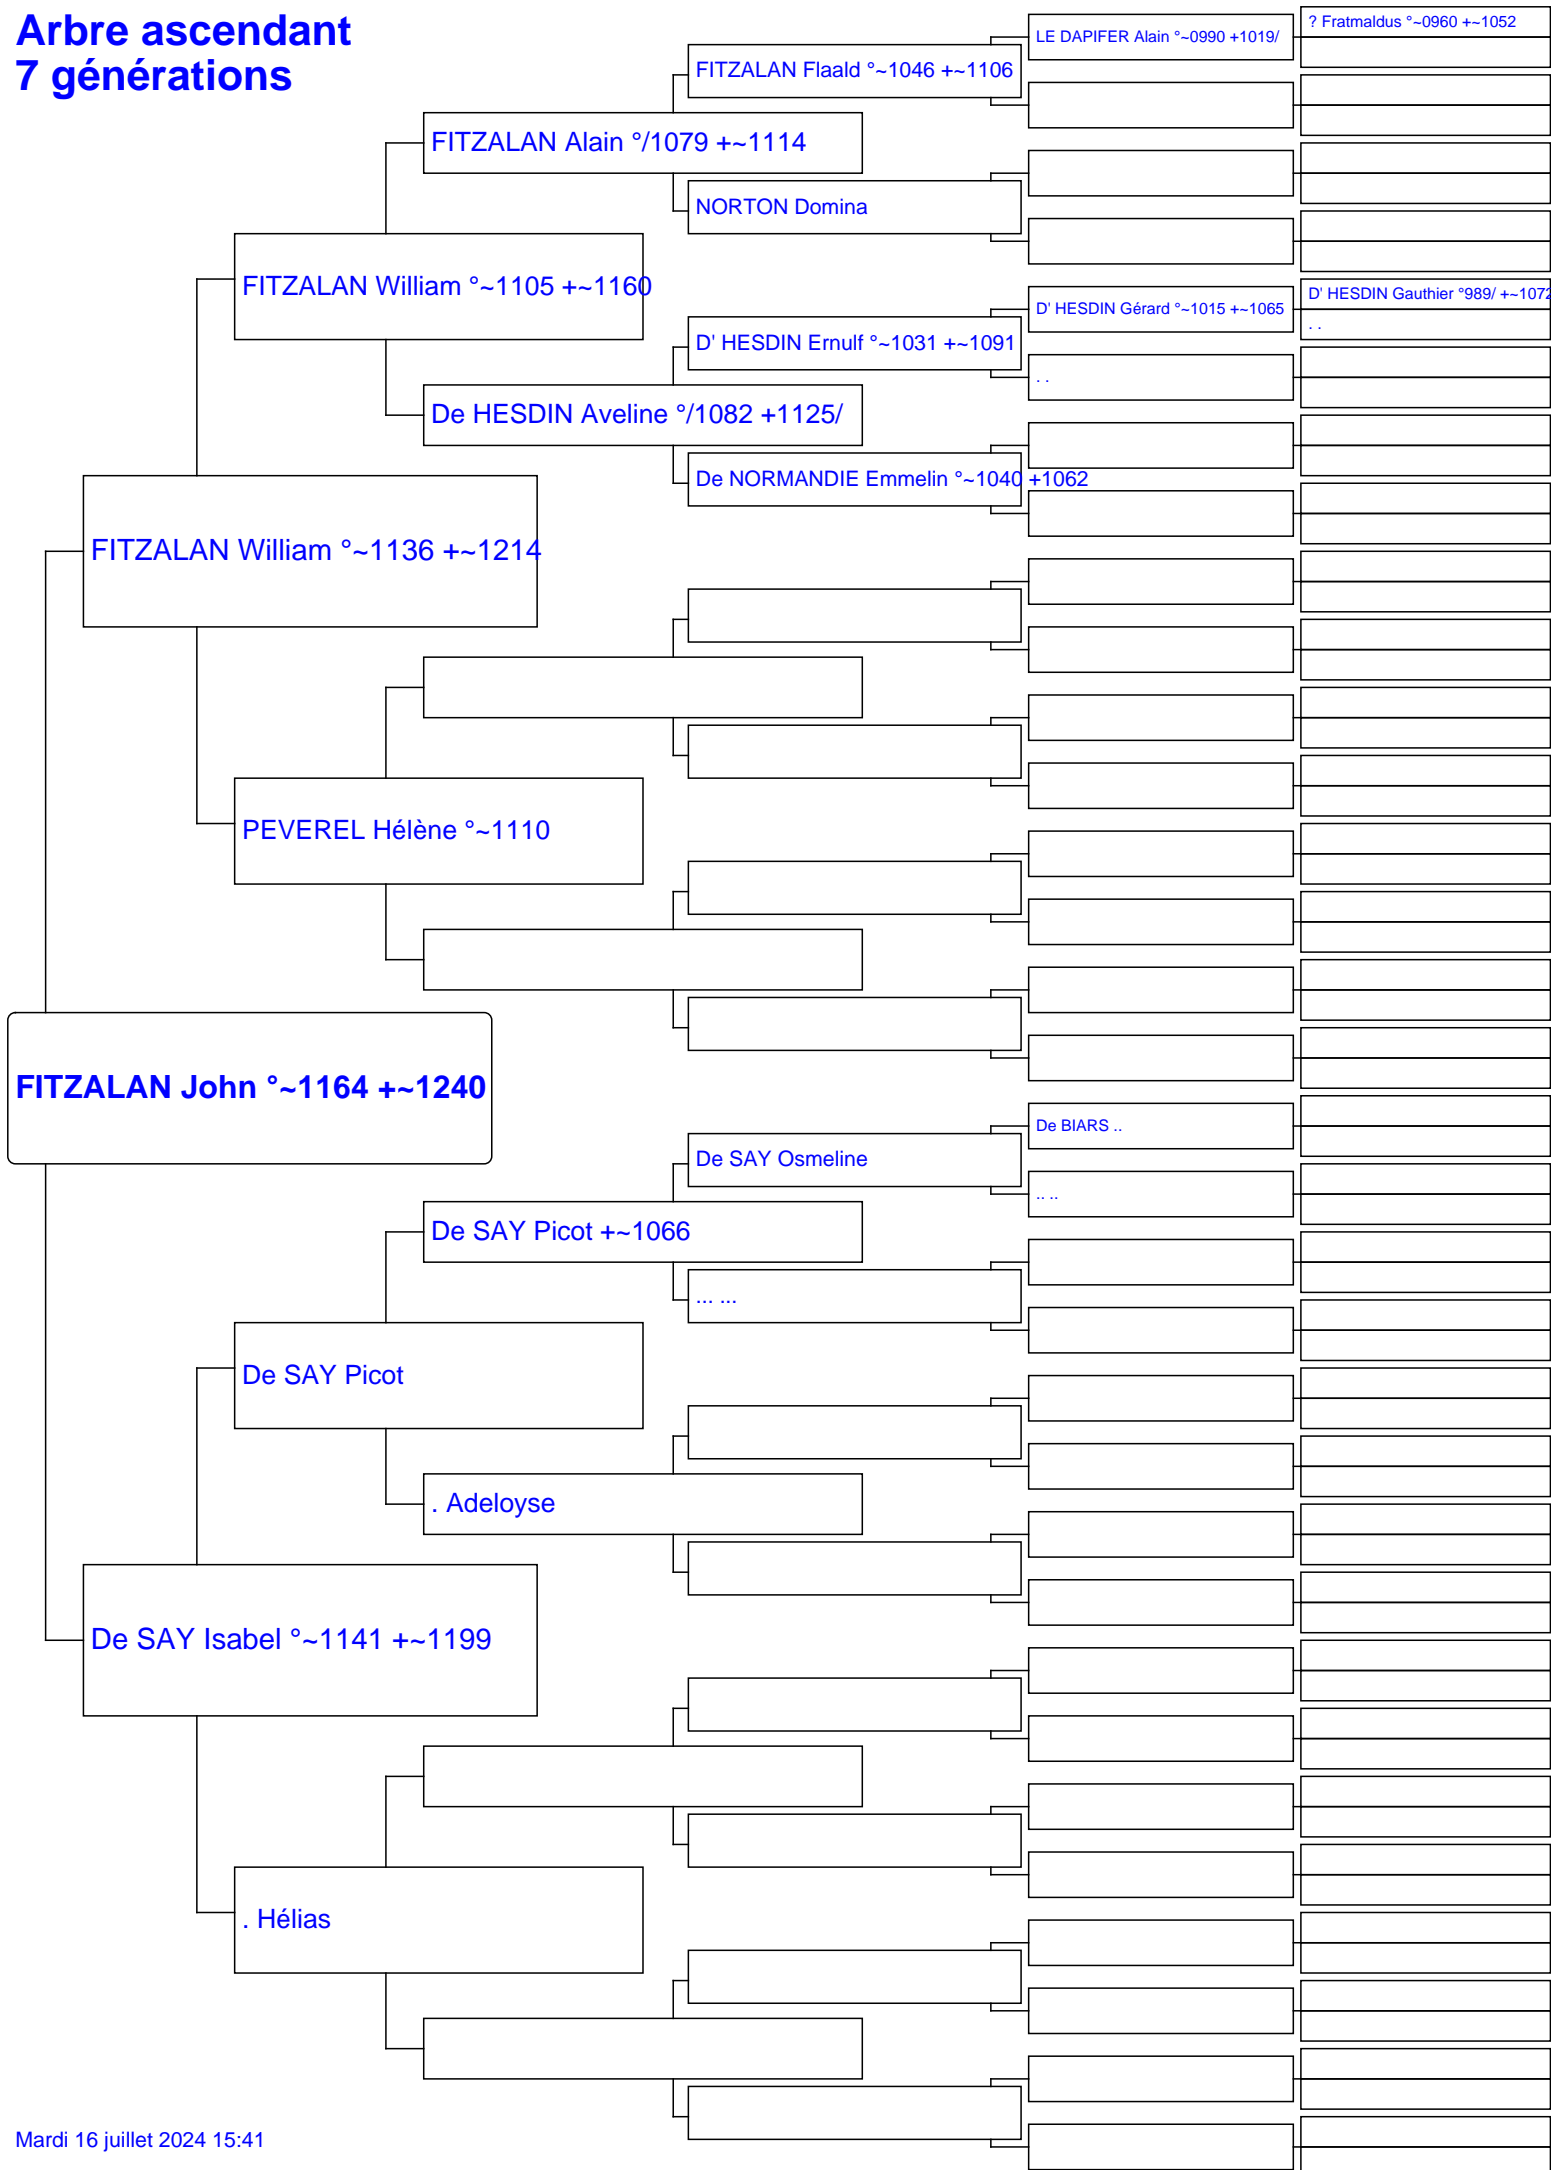 Arbre ascendant
7 générations
? Fratmaldus °~0960 +~1052
LE DAPIFER Alain °~0990 +1019/
FITZALAN Flaald °~1046 +~1106
FITZALAN Alain °/1079 +~1114
NORTON Domina
FITZALAN William °~1105 +~1160
D' HESDIN Gauthier °989/ +~1072
D' HESDIN Gérard °~1015 +~1065
. .
D' HESDIN Ernulf °~1031 +~1091
. .
De HESDIN Aveline °/1082 +1125/
De NORMANDIE Emmelin °~1040 +1062
FITZALAN William °~1136 +~1214
PEVEREL Hélène °~1110
FITZALAN John °~1164 +~1240
De BIARS ..
De SAY Osmeline
.. ..
De SAY Picot +~1066
... ...
De SAY Picot
. Adeloyse
De SAY Isabel °~1141 +~1199
. Hélias
Mardi 16 juillet 2024 15:41